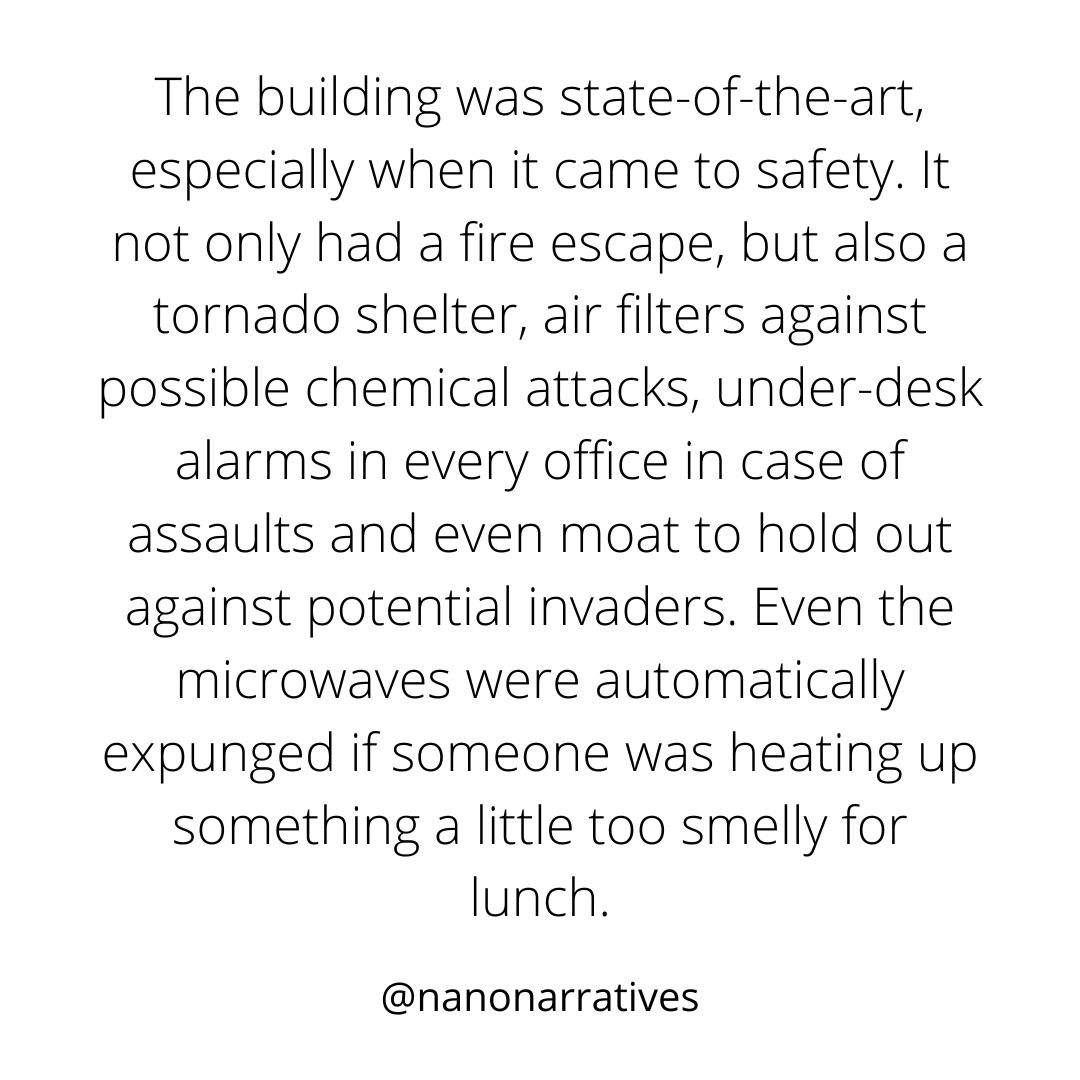 The building was state-of-the-art,
especially when it came to safety. It
not only had a fire escape, but also a
tornado shelter, air filters against
possible chemical attacks, under-desk
alarms in every office in case of
assaults and even moat to hold out
against potential invaders. Even the
microwaves were automatically
expunged if someone was heating up
something a little too smelly for
lunch.
@nanonarratives